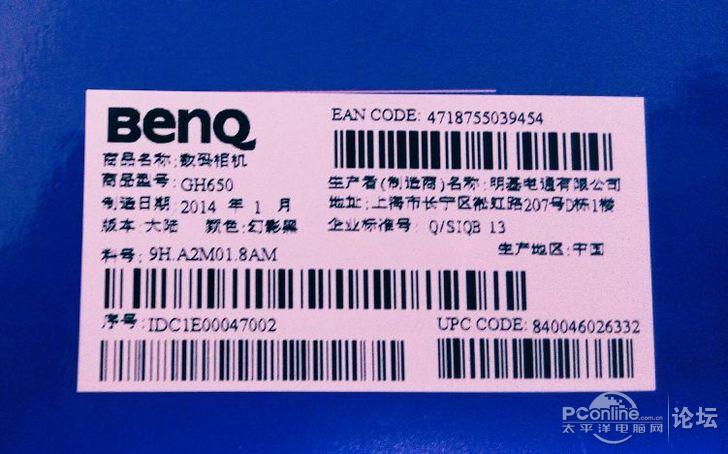 BenQ
EAN CODE: 4718755039454
商品名称:数码相机
商品型号: GH650
生产者(制造商)名称:明基电通有限公司
制造日期:2014 年 1 月
地址:上海市长宁区淞虹路207号D栋1楼
版本:大陆 颜色:幻影黑
企业标准号 Q/SIQB 13
料号: 9H.A2M01.8AM
生产地区:中国
序号:IDC1E00047002
UPC CODE: 840046026332
PConline.com.cn
太平洋电脑网
论坛